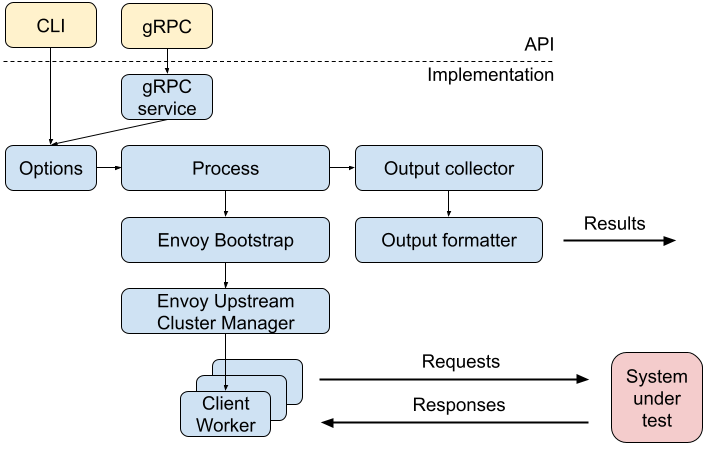 CLI
gRPC
API
Implementation
gRPC
service
Options
Process
Output collector
Envoy Bootstrap
Output formatter
Results
Envoy Upstream
Cluster Manager
Client
Worker
Requests
Responses
System
under
test